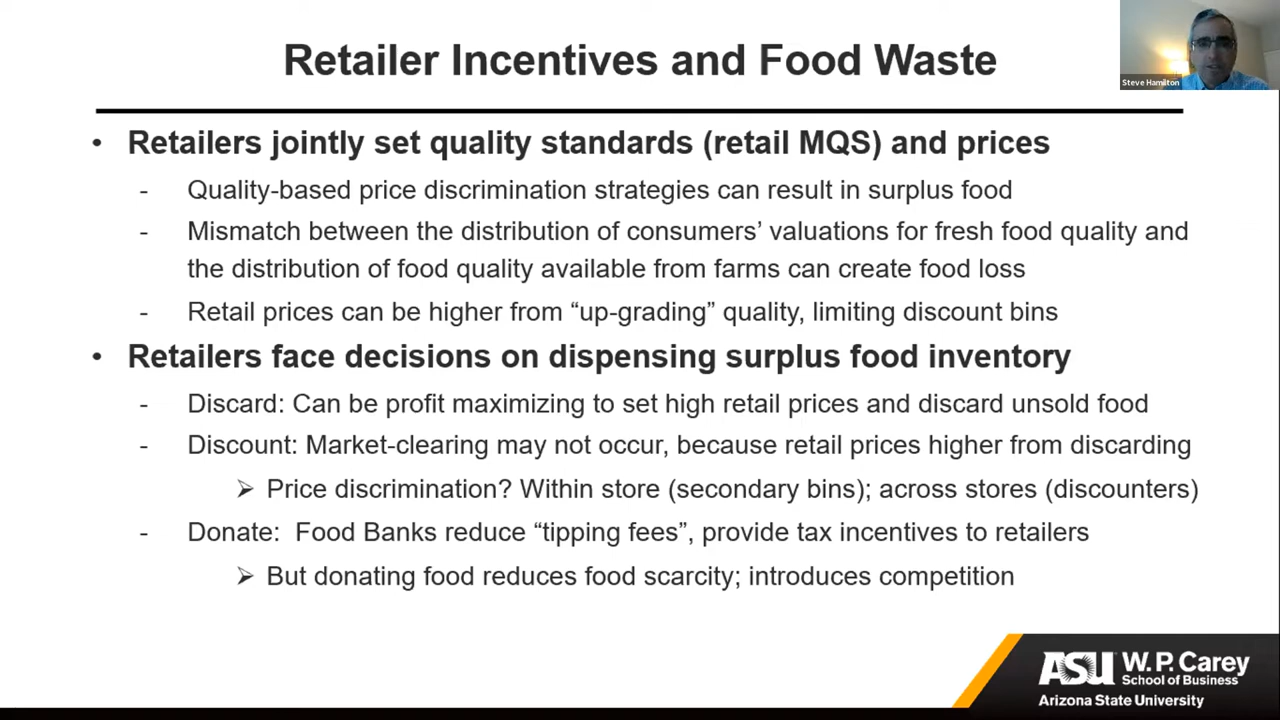 Retailer Incentives and Food Waste
Steve Hamilton
• Retailers jointly set quality standards (retail MQS) and prices
- Quality-based price discrimination strategies can result in surplus food
- Mismatch between the distribution of consumers’ valuations for fresh food quality and
the distribution of food quality available from farms can create food loss
- Retail prices can be higher from “up-grading” quality, limiting discount bins
• Retailers face decisions on dispensing surplus food inventory
- Discard: Can be profit maximizing to set high retail prices and discard unsold food
- Discount: Market-clearing may not occur, because retail prices higher from discarding
➢ Price discrimination? Within store (secondary bins); across stores (discounters)
- Donate: Food Banks reduce “tipping fees”, provide tax incentives to retailers
➢ But donating food reduces food scarcity; introduces competition
ASU W. P. Carey
School of Business
Arizona State University